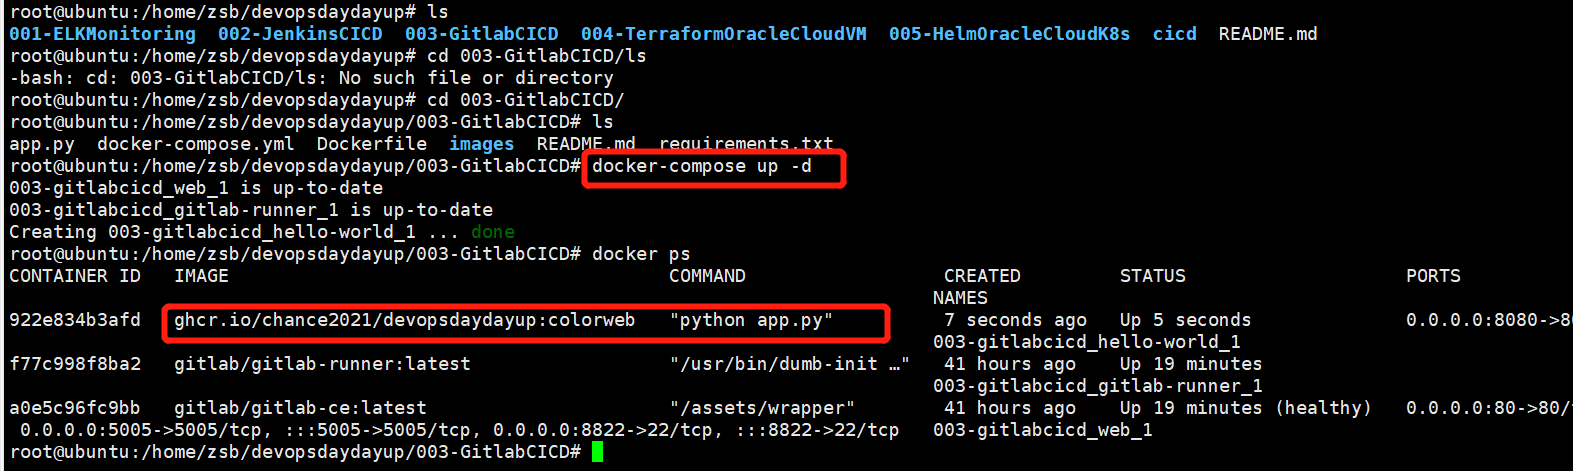 root@ubuntu:/home/zsb/devopsdaydayup# ls
001-ELKMonitoring  002-JenkinsCICD  003-GitlabCICD  004-TerraformOracleCloudVM  005-HelmOracleCloudK8s  cicd  README.md
root@ubuntu:/home/zsb/devopsdaydayup# cd 003-GitlabCICD/ls
-bash: cd: 003-GitlabCICD/ls: No such file or directory
root@ubuntu:/home/zsb/devopsdaydayup# cd 003-GitlabCICD/
root@ubuntu:/home/zsb/devopsdaydayup/003-GitlabCICD# ls
app.py  docker-compose.yml  Dockerfile  images  README.md  requirements.txt
root@ubuntu:/home/zsb/devopsdaydayup/003-GitlabCICD# docker-compose up -d
003-gitlabcicd_web_1 is up-to-date
003-gitlabcicd_gitlab-runner_1 is up-to-date
Creating 003-gitlabcicd_hello-world_1 ... done
root@ubuntu:/home/zsb/devopsdaydayup/003-GitlabCICD# docker ps
CONTAINER ID   IMAGE   COMMAND   CREATED   STATUS   PORTS
NAMES
922e834b3afd   ghcr.io/chance2021/devopsdaydayup:colorweb   "python app.py"   7 seconds ago   Up 5 seconds   0.0.0.0:8080->80
003-gitlabcicd_hello-world_1
f77c998f8ba2   gitlab/gitlab-runner:latest   "/usr/bin/dumb-init …"   41 hours ago   Up 19 minutes
003-gitlabcicd_gitlab-runner_1
a0e5c96fc9bb   gitlab/gitlab-ce:latest   "/assets/wrapper"   41 hours ago   Up 19 minutes (healthy)   0.0.0.0:80->80/
0.0.0.0:5005->5005/tcp, :::5005->5005/tcp, 0.0.0.0:8822->22/tcp, :::8822->22/tcp   003-gitlabcicd_web_1
root@ubuntu:/home/zsb/devopsdaydayup/003-GitlabCICD#